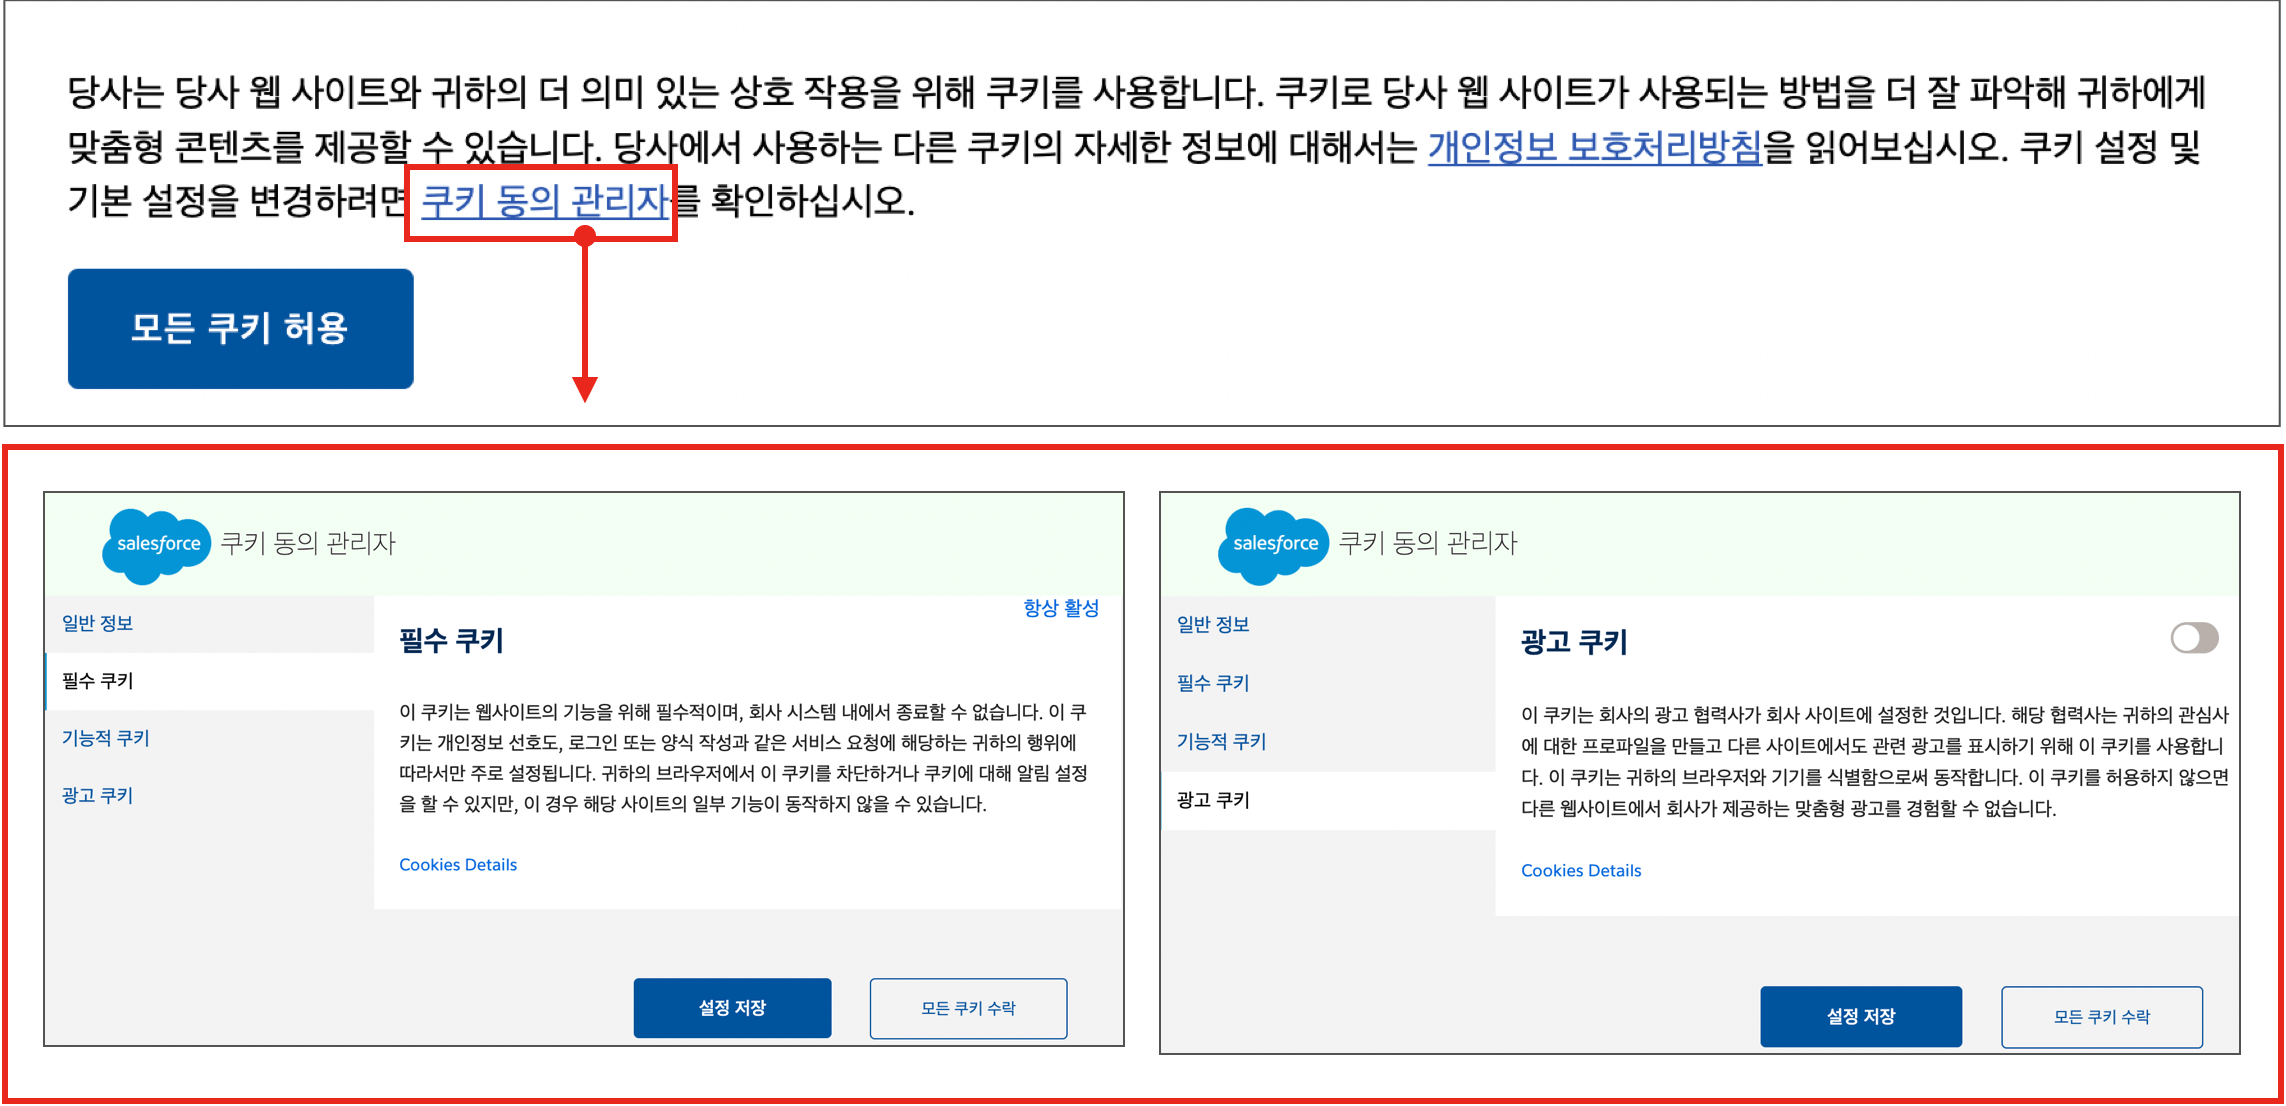 당사는 당사 웹 사이트와 귀하의 더 의미 있는 상호 작용을 위해 쿠키를 사용합니다. 쿠키로 당사 웹 사이트가 사용되는 방법을 더 잘 파악해 귀하에게
맞춤형 콘텐츠를 제공할 수 있습니다. 당사에서 사용하는 다른 쿠키의 자세한 정보에 대해서는 개인정보 보호처리방침을 읽어보십시오. 쿠키 설정 및
기본 설정을 변경하려면 쿠키 동의 관리자를 확인하십시오.
모든 쿠키 허용
salesforce 쿠키 동의 관리자
일반 정보
필수 쿠키
기능적 쿠키
광고 쿠키
항상 활성
필수 쿠키
이 쿠키는 웹사이트의 기능을 위해 필수적이며, 회사 시스템 내에서 종료할 수 없습니다. 이 쿠
키는 개인정보 선호도, 로그인 또는 양식 작성과 같은 서비스 요청에 해당하는 귀하의 행위에
따라서만 주로 설정됩니다. 귀하의 브라우저에서 이 쿠키를 차단하거나 쿠키에 대해 알림 설정
을 할 수 있지만, 이 경우 해당 사이트의 일부 기능이 동작하지 않을 수 있습니다.
Cookies Details
설정 저장
모든 쿠키 수락
salesforce 쿠키 동의 관리자
일반 정보
필수 쿠키
기능적 쿠키
광고 쿠키
광고 쿠키
이 쿠키는 회사의 광고 협력사가 회사 사이트에 설정한 것입니다. 해당 협력사는 귀하의 관심사
에 대한 프로파일을 만들고 다른 사이트에서도 관련 광고를 표시하기 위해 이 쿠키를 사용합니
다. 이 쿠키는 귀하의 브라우저와 기기를 식별함으로써 동작합니다. 이 쿠키를 허용하지 않으면
다른 웹사이트에서 회사가 제공하는 맞춤형 광고를 경험할 수 없습니다.
Cookies Details
설정 저장
모든 쿠키 수락